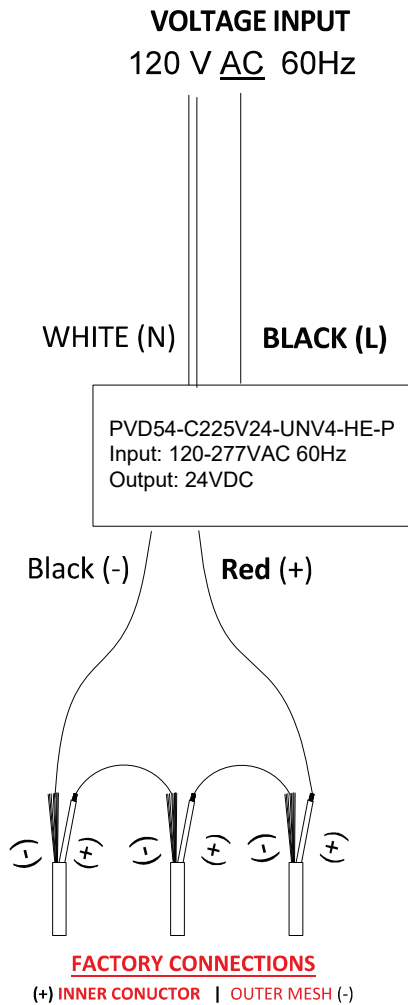 VOLTAGE INPUT
120 V AC 60Hz
WHITE (N)
BLACK (L)
PVD54-C225V24-UNV4-HE-P
Input: 120-277VAC 60Hz
Output: 24VDC
Black (-)
Red (+)
(-) (+) (-) (+) (-) (+)
FACTORY CONNECTIONS
(+) INNER CONUCTOR | OUTER MESH (-)